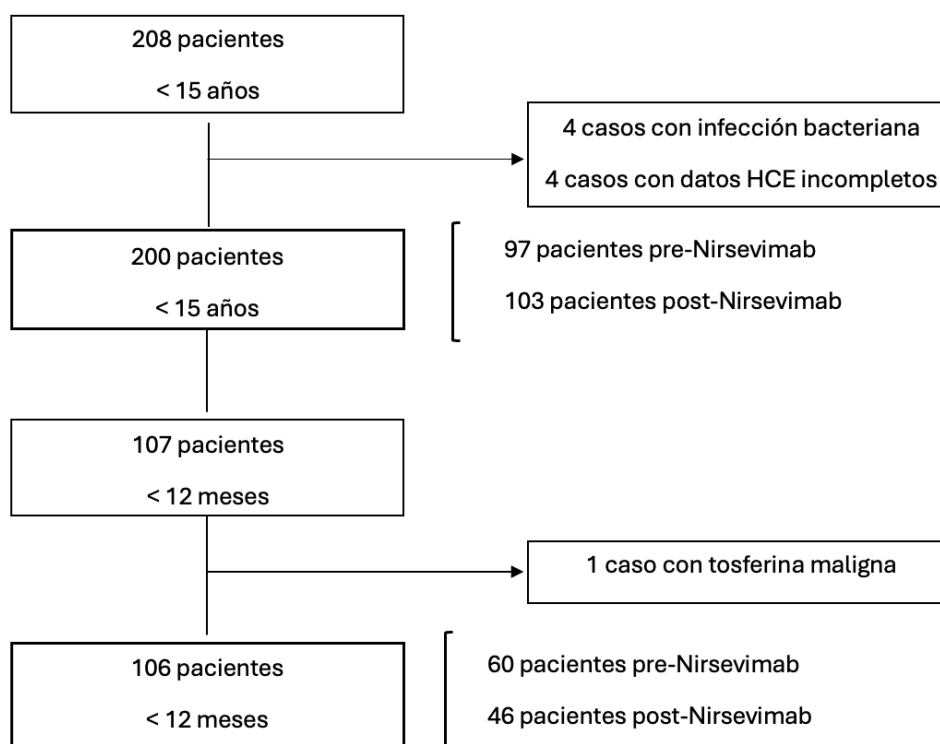 208 pacientes
< 15 años
4 casos con infección bacteriana
4 casos con datos HCE incompletos
200 pacientes
< 15 años
97 pacientes pre-Nirsevimab
103 pacientes post-Nirsevimab
107 pacientes
< 12 meses
1 caso con tosferina maligna
106 pacientes
< 12 meses
60 pacientes pre-Nirsevimab
46 pacientes post-Nirsevimab